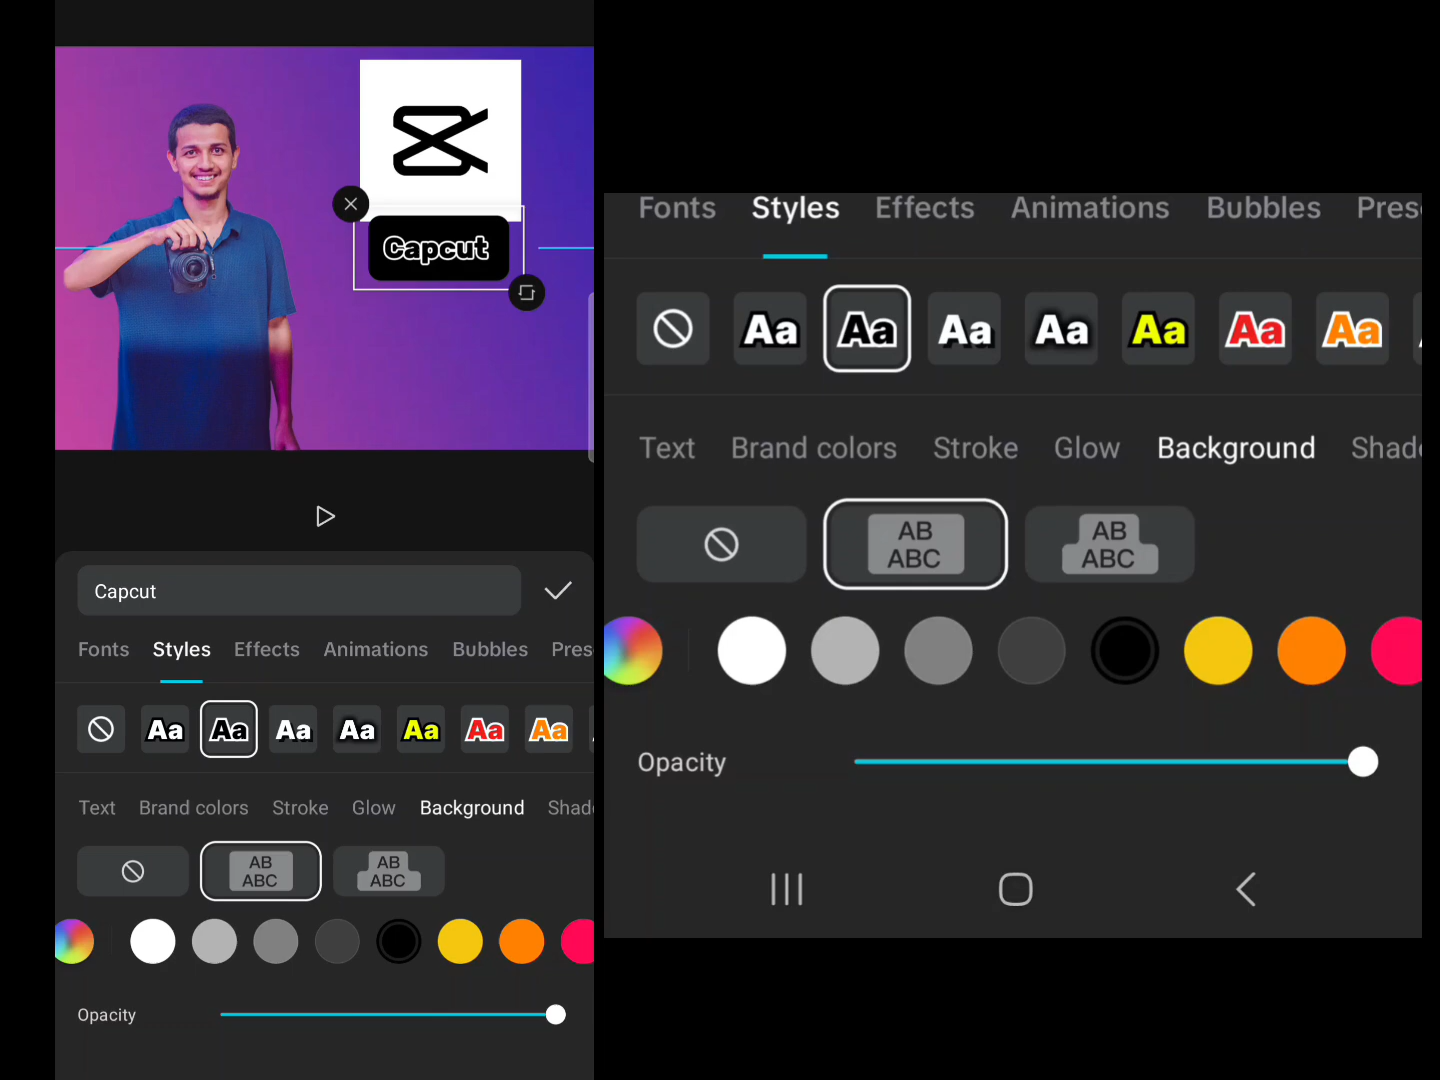 Capcut
Capcut
Fonts Styles Effects Animations Bubbles Pres
Aa Aa Aa Aa Aa Aa Aa
Text Brand colors Stroke Glow Background Shad
AB
ABC
AB
ABC
Opacity
Fonts Styles Effects Animations Bubbles Pres
Aa Aa Aa Aa Aa Aa Aa
Text Brand colors Stroke Glow Background Shad
AB
ABC
AB
ABC
Opacity